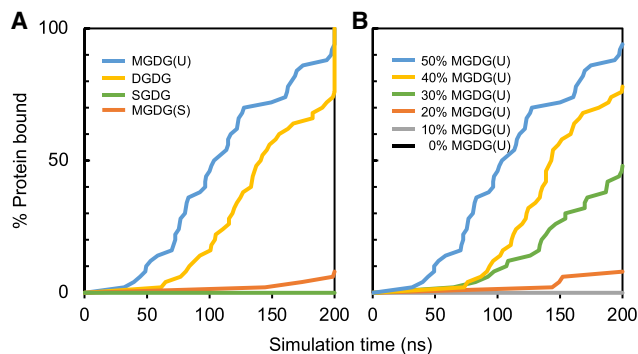 A
B
100
50
0
% Protein bound
MGDG(U)
DGDG
SGDG
MGDG(S)
50% MGDG(U)
40% MGDG(U)
30% MGDG(U)
20% MGDG(U)
10% MGDG(U)
0% MGDG(U)
0 50 100 150 200
0 50 100 150 200
Simulation time (ns)